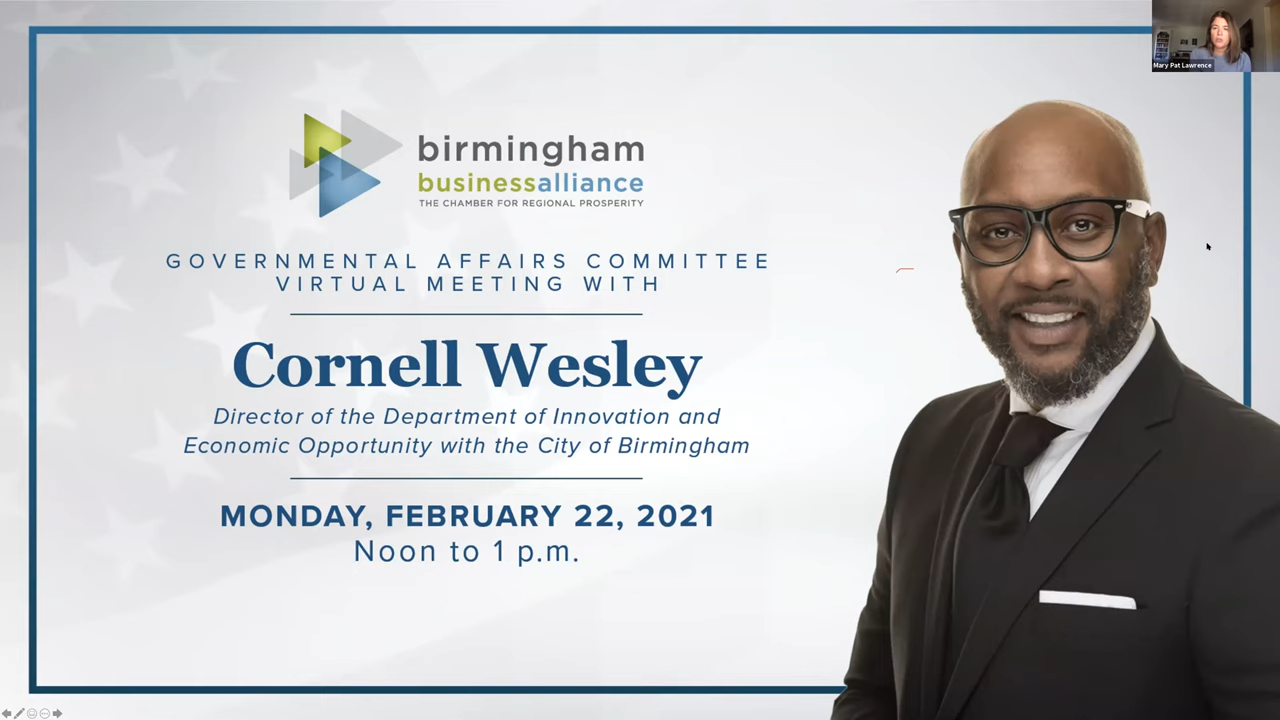 Mary Pat Lawrence
birmingham
businessalliance
THE CHAMBER FOR REGIONAL PROSPERITY
GOVERNMENTAL AFFAIRS COMMITTEE
VIRTUAL MEETING WITH
Cornell Wesley
Director of the Department of Innovation and
Economic Opportunity with the City of Birmingham
MONDAY, FEBRUARY 22, 2021
Noon to 1 p.m.